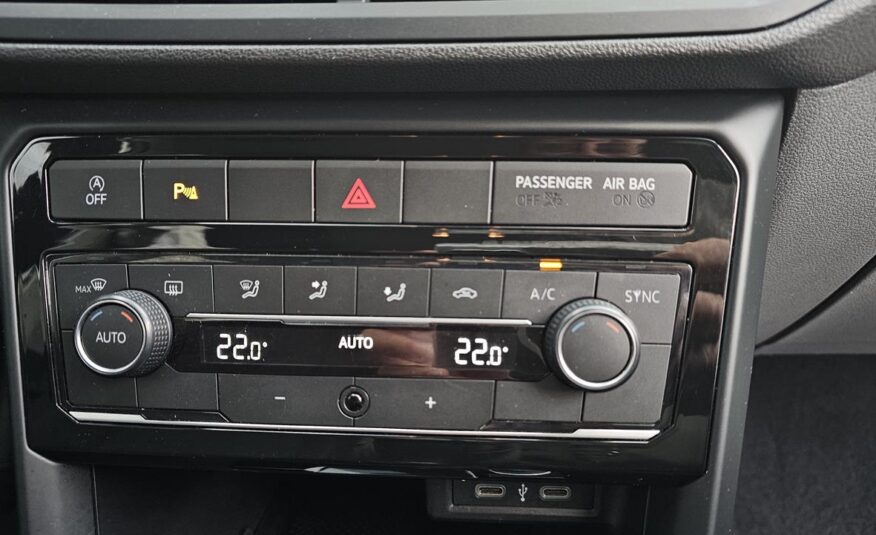 PASSENGER AIR BAG
OFF P OFF ON
MAX A/C SYNC
AUTO 22.0° AUTO 22.0°
- +